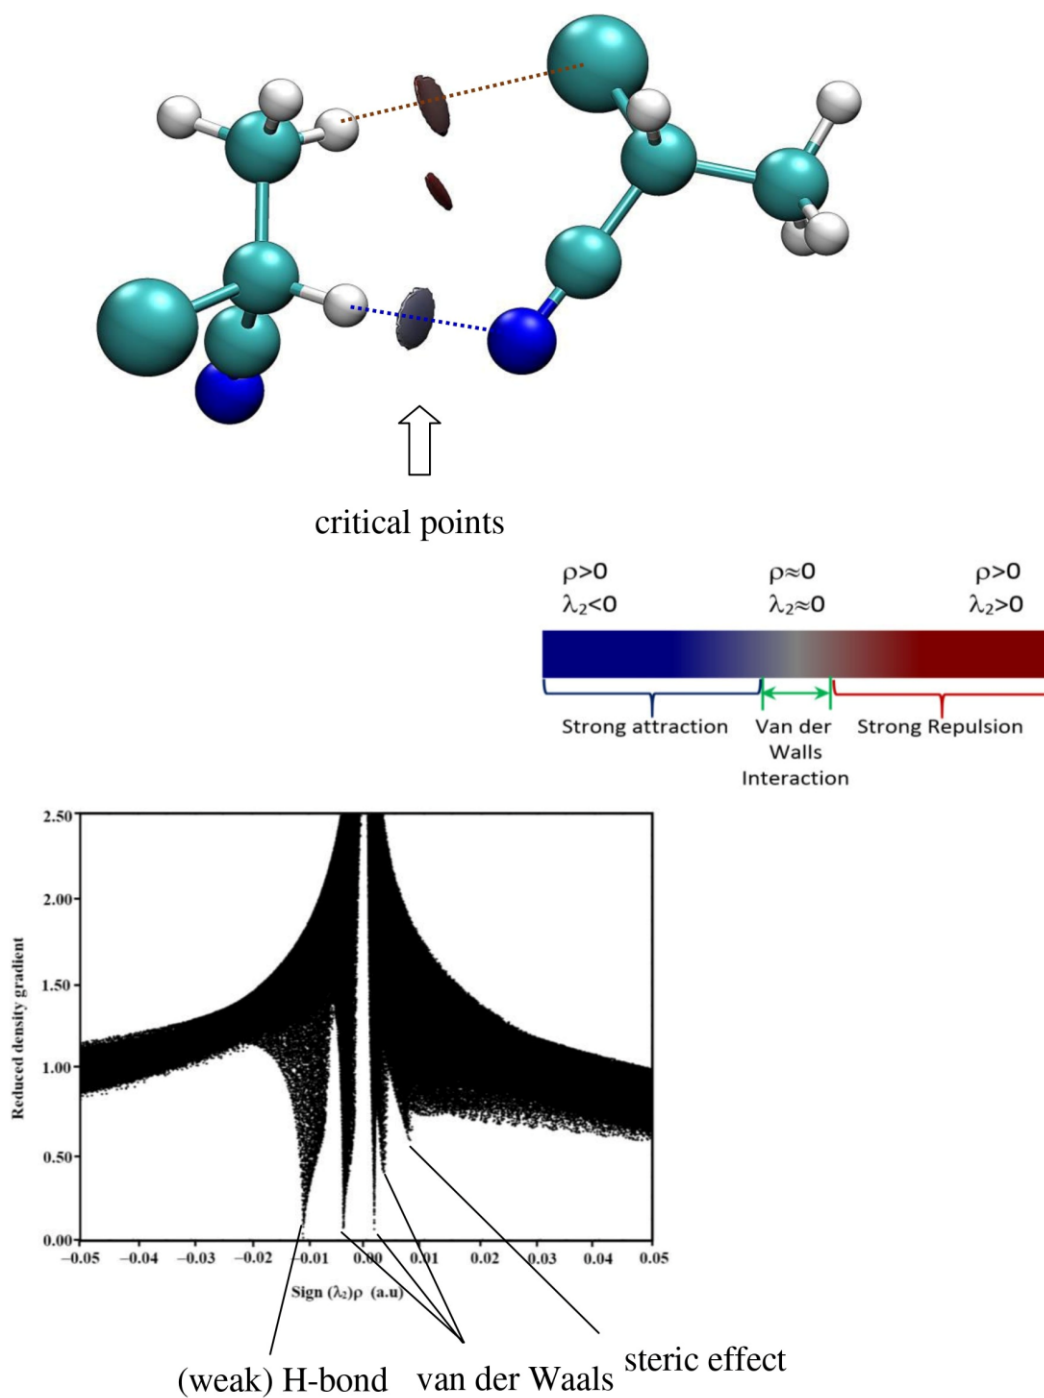 critical points
ρ>0 ρ≈0 ρ>0
λ₂<0 λ₂≈0 λ₂>0
Strong attraction Van der Strong Repulsion
Walls
Interaction
2.50
2.00
1.50
1.00
0.50
0.00
Reduced density gradient
−0.05 −0.04 −0.03 −0.02 −0.01 0.00 0.01 0.02 0.03 0.04 0.05
Sign (λ₂)ρ (a.u)
(weak) H-bond van der Waals steric effect